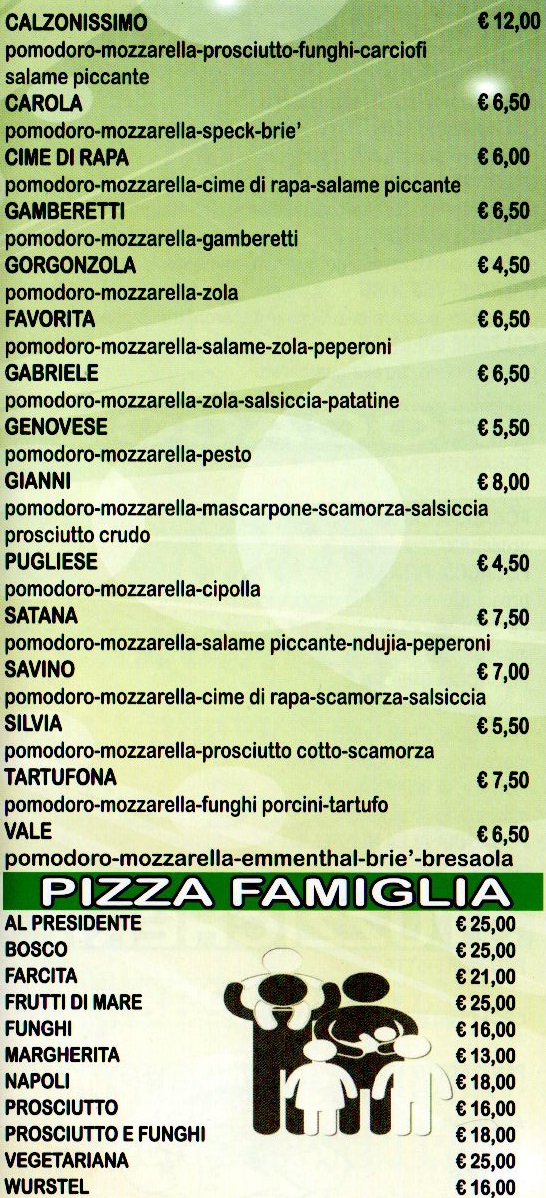 CALZONISSIMO € 12,00
pomodoro-mozzarella-prosciutto-funghi-carciofi
salame piccante
CAROLA € 6,50
pomodoro-mozzarella-speck-brie'
CIME DI RAPA € 6,00
pomodoro-mozzarella-cime di rapa-salame piccante
GAMBERETTI € 6,50
pomodoro-mozzarella-gamberetti
GORGONZOLA € 4,50
pomodoro-mozzarella-zola
FAVORITA € 6,50
pomodoro-mozzarella-salame-zola-peperoni
GABRIELE € 6,50
pomodoro-mozzarella-zola-salsiccia-patatine
GENOVESE € 5,50
pomodoro-mozzarella-pesto
GIANNI € 8,00
pomodoro-mozzarella-mascarpone-scamorza-salsiccia
prosciutto crudo
PUGLIESE € 4,50
pomodoro-mozzarella-cipolla
SATANA € 7,50
pomodoro-mozzarella-salame piccante-ndujia-peperoni
SAVINO € 7,00
pomodoro-mozzarella-cime di rapa-scamorza-salsiccia
SILVIA € 5,50
pomodoro-mozzarella-prosciutto cotto-scamorza
TARTUFONA € 7,50
pomodoro-mozzarella-funghi porcini-tartufo
VALE € 6,50
pomodoro-mozzarella-emmenthal-brie'-bresaola
PIZZA FAMIGLIA
AL PRESIDENTE € 25,00
BOSCO € 25,00
FARCITA € 21,00
FRUTTI DI MARE € 25,00
FUNGHI € 16,00
MARGHERITA € 13,00
NAPOLI € 18,00
PROSCIUTTO € 16,00
PROSCIUTTO E FUNGHI € 18,00
VEGETARIANA € 25,00
WURSTEL € 16,00